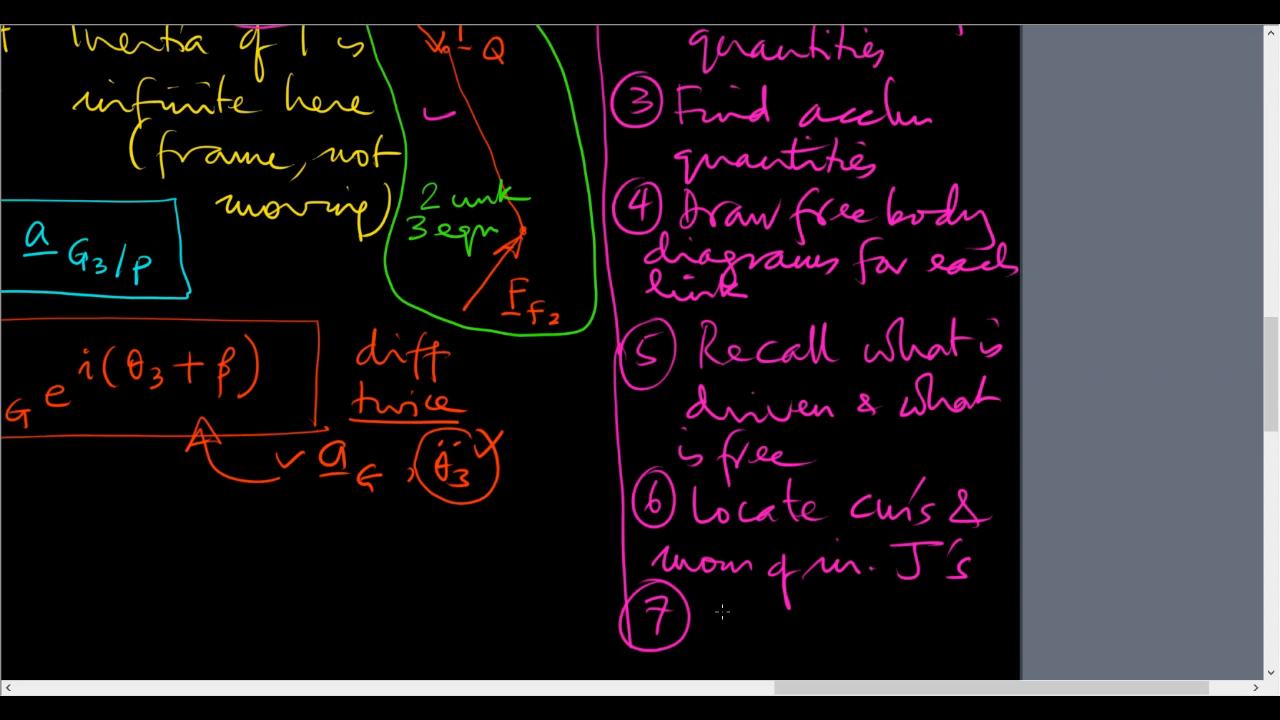 Inertia of 1 is
infinite here
(frame, not
moving)
a G3/P
G e i(θ3 + β)
diff
twice
a G , θ̈3
Q
2 unk
3 eqn
F f2
quantities
③ Find accln
quantities
④ Draw free body
diagrams for each
link
⑤ Recall what is
driven & what
is free
⑥ Locate cm's &
mom of in. J's
⑦